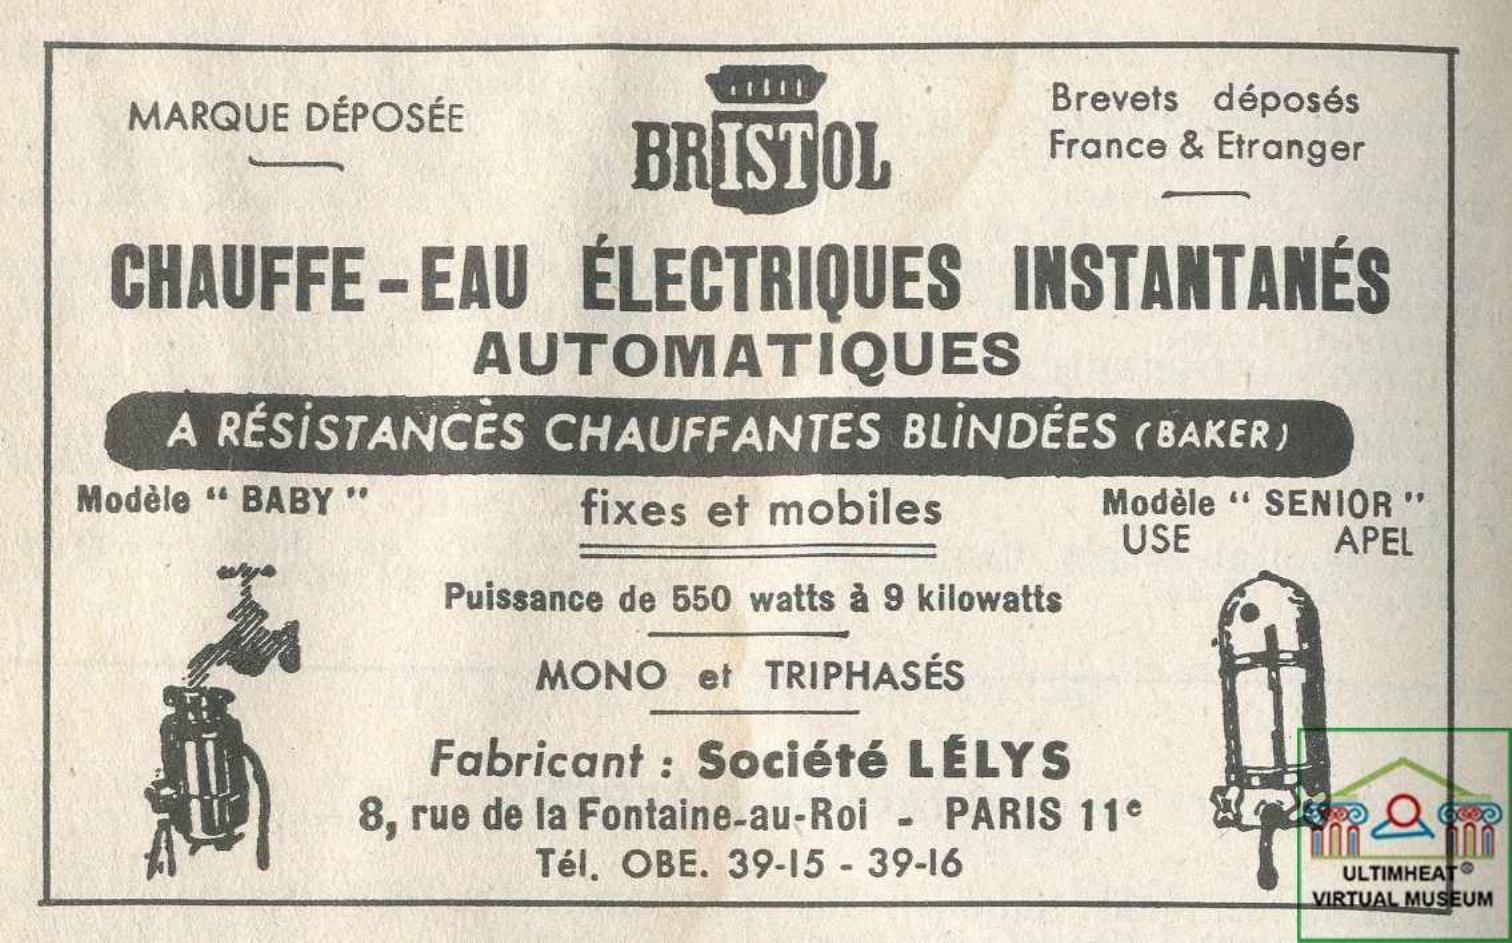 MARQUE DÉPOSÉE
BRISTOL
Brevets déposés
France & Etranger
CHAUFFE-EAU ÉLECTRIQUES INSTANTANÉS
AUTOMATIQUES
A RÉSISTANCES CHAUFFANTES BLINDÉES (BAKER)
Modèle “ BABY ”
fixes et mobiles
Modèle “ SENIOR ”
USE APEL
Puissance de 550 watts à 9 kilowatts
MONO et TRIPHASÉS
Fabricant : Société LÉLYS
8, rue de la Fontaine-au-Roi - PARIS 11e
Tél. OBE. 39-15 - 39-16
ULTIMHEAT®
VIRTUAL MUSEUM